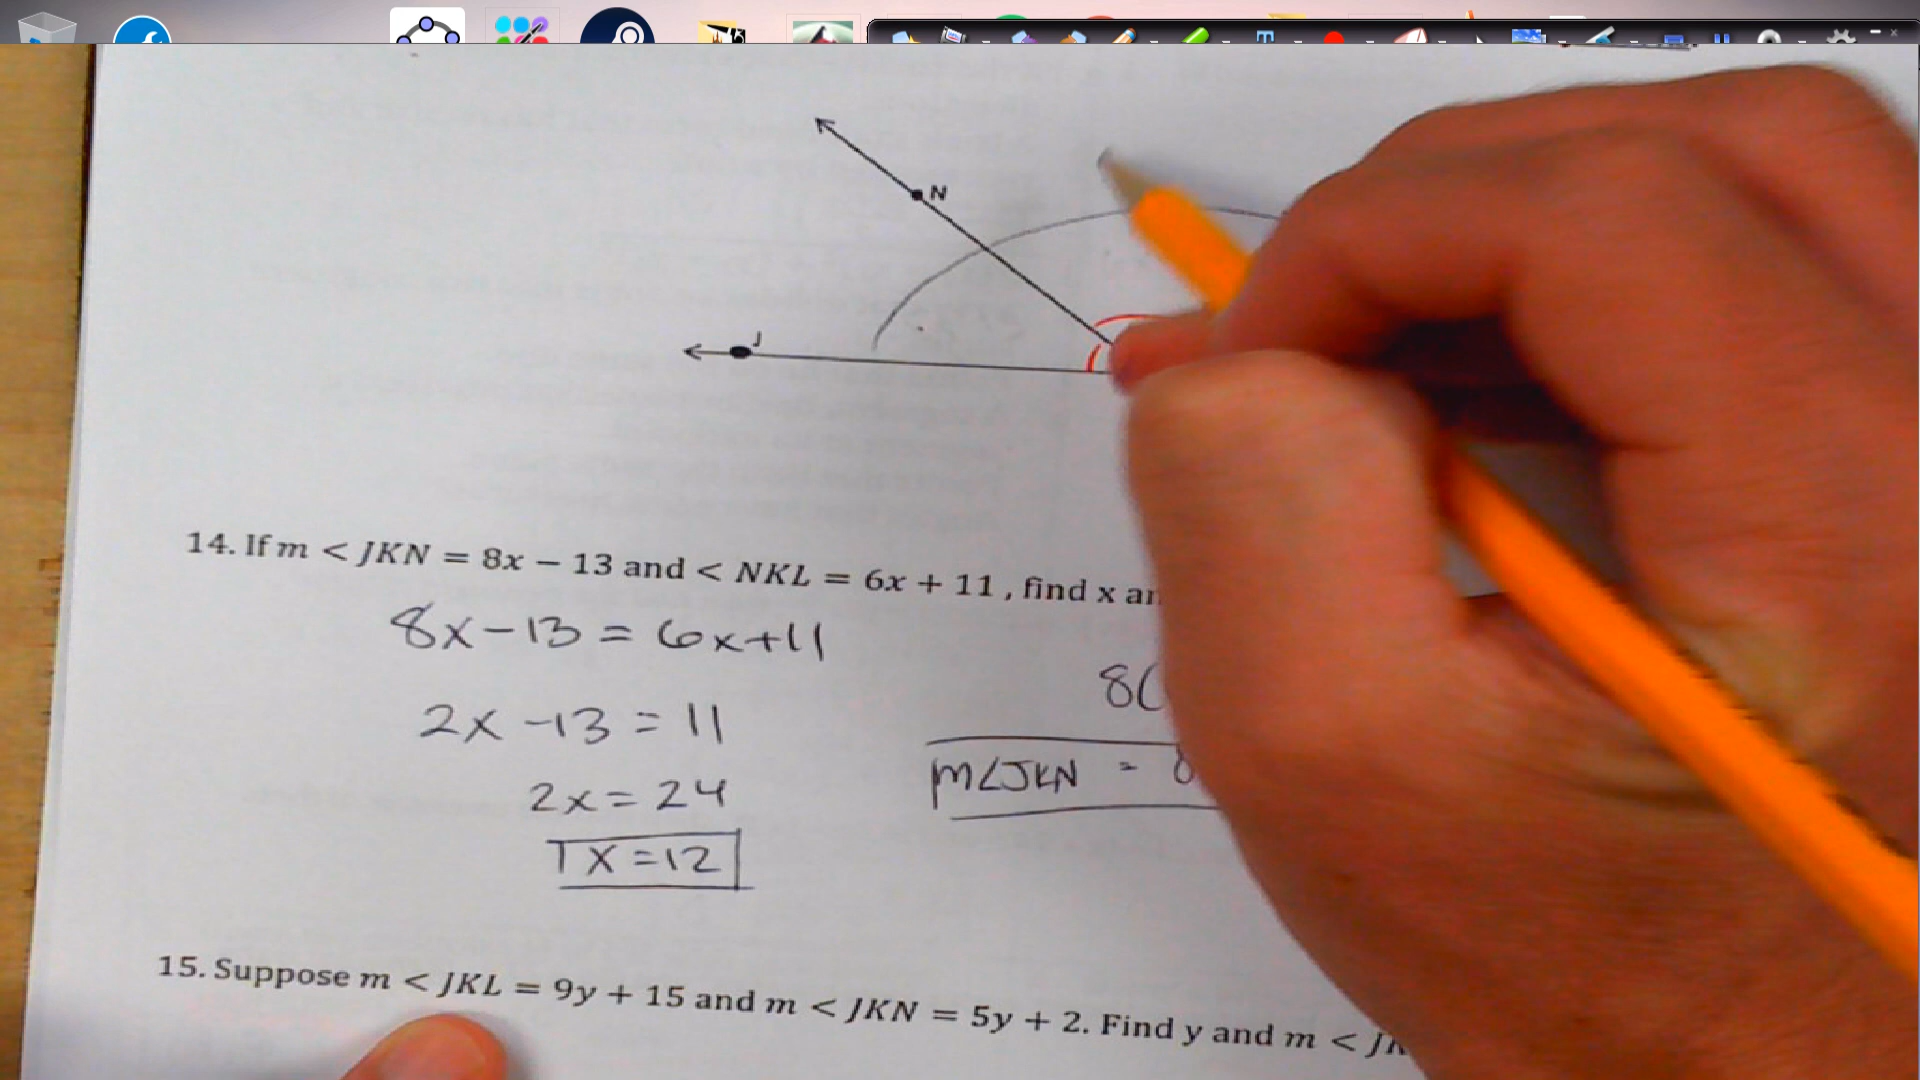 N
J
14. If m < JKN = 8x − 13 and < NKL = 6x + 11 , find x
8x-13 = 6x+11
8(
2x -13 = 11
m∠JKN =
2x = 24
x = 12
15. Suppose m < JKL = 9y + 15 and m < JKN = 5y + 2. Find y and m <